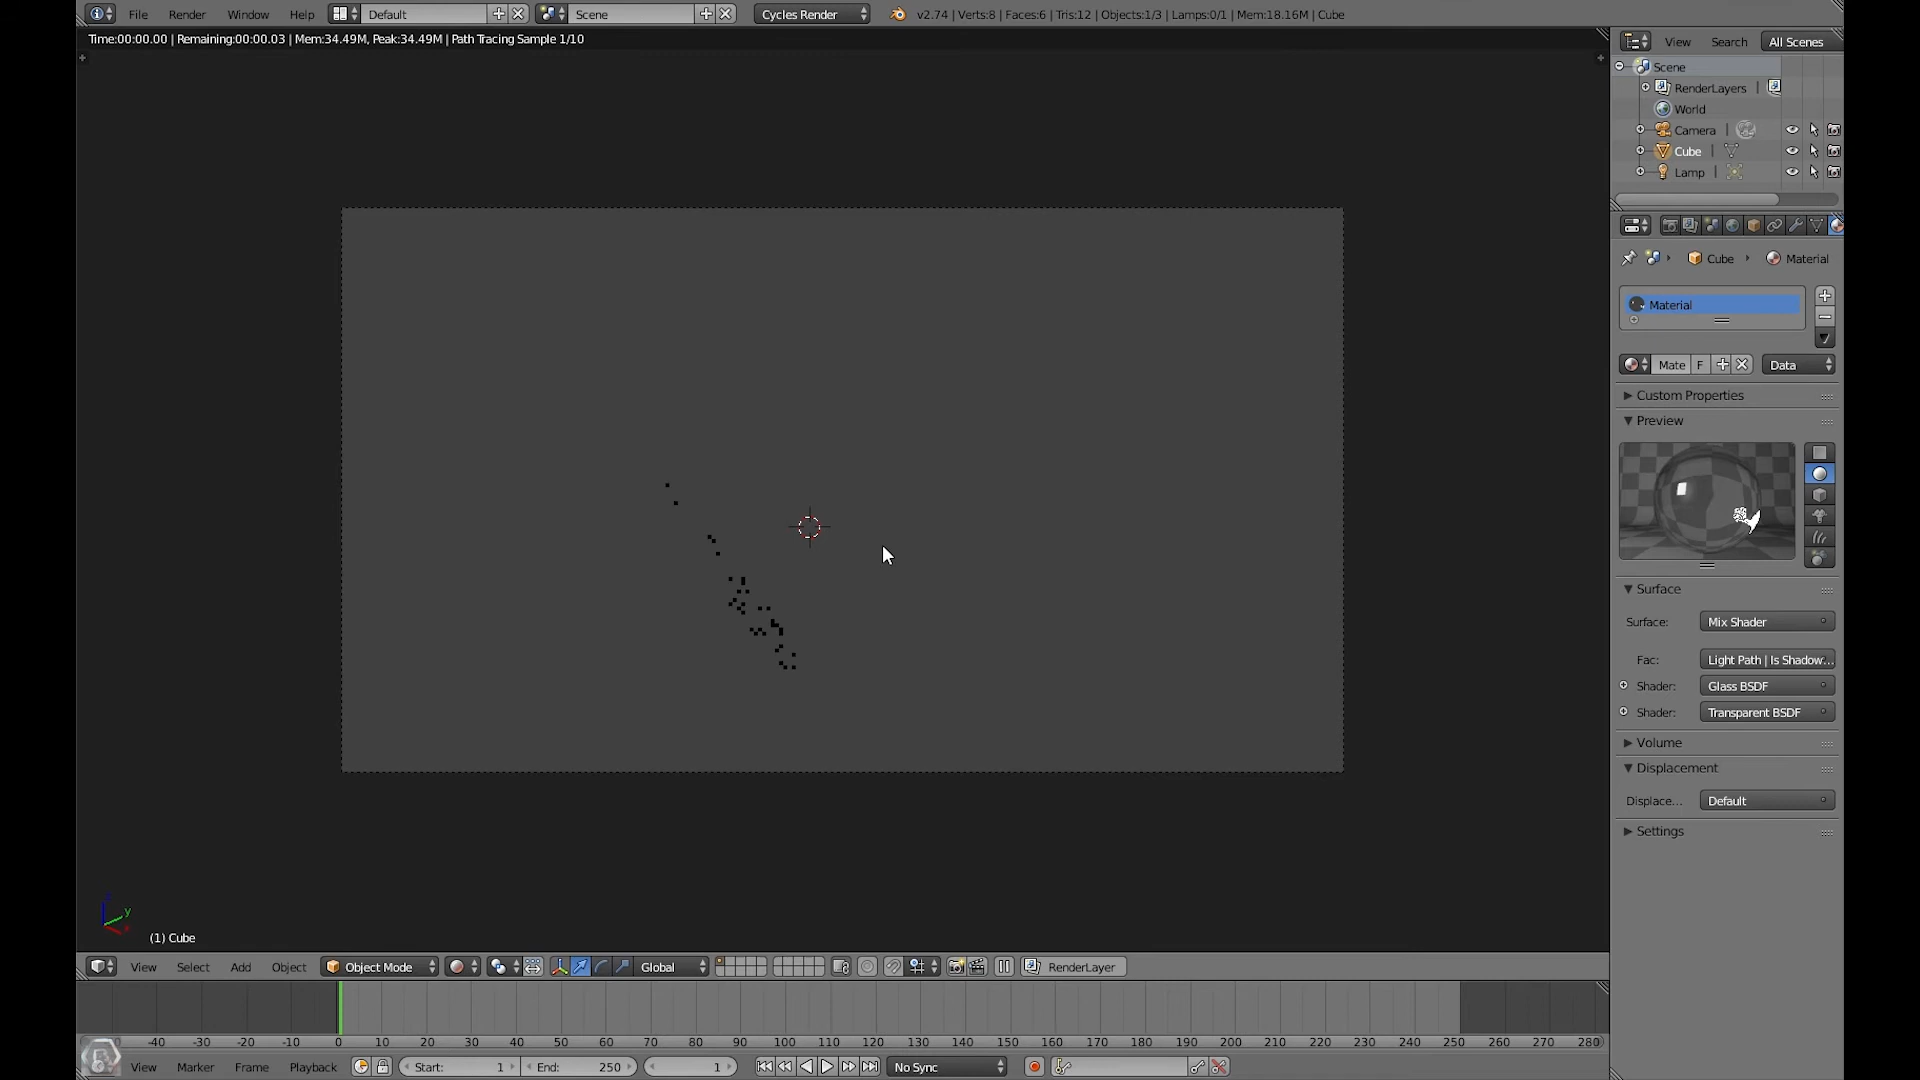 File Render Window Help Default Scene Cycles Render v2.74 | Verts:8 | Faces:6 | Tris:12 | Objects:1/3 | Lamps:0/1 | Mem:18.16M | Cube
Time:00:00.00 | Remaining:00:00.03 | Mem:34.49M, Peak:34.49M | Path Tracing Sample 1/10
View Search All Scenes
Scene
RenderLayers
World
Camera
Cube
Lamp
Cube Material
Material
Mate F Data
Custom Properties
Preview
Surface
Surface: Mix Shader
Fac: Light Path | Is Shadow...
Shader: Glass BSDF
Shader: Transparent BSDF
Volume
Displacement
Displace... Default
Settings
y
(1) Cube
View Select Add Object Object Mode Global RenderLayer
-40 -30 -20 -10 0 10 20 30 40 50 60 70 80 90 100 110 120 130 140 150 160 170 180 190 200 210 220 230 240 250 260 270 280
View Marker Frame Playback Start: 1 End: 250 1 No Sync